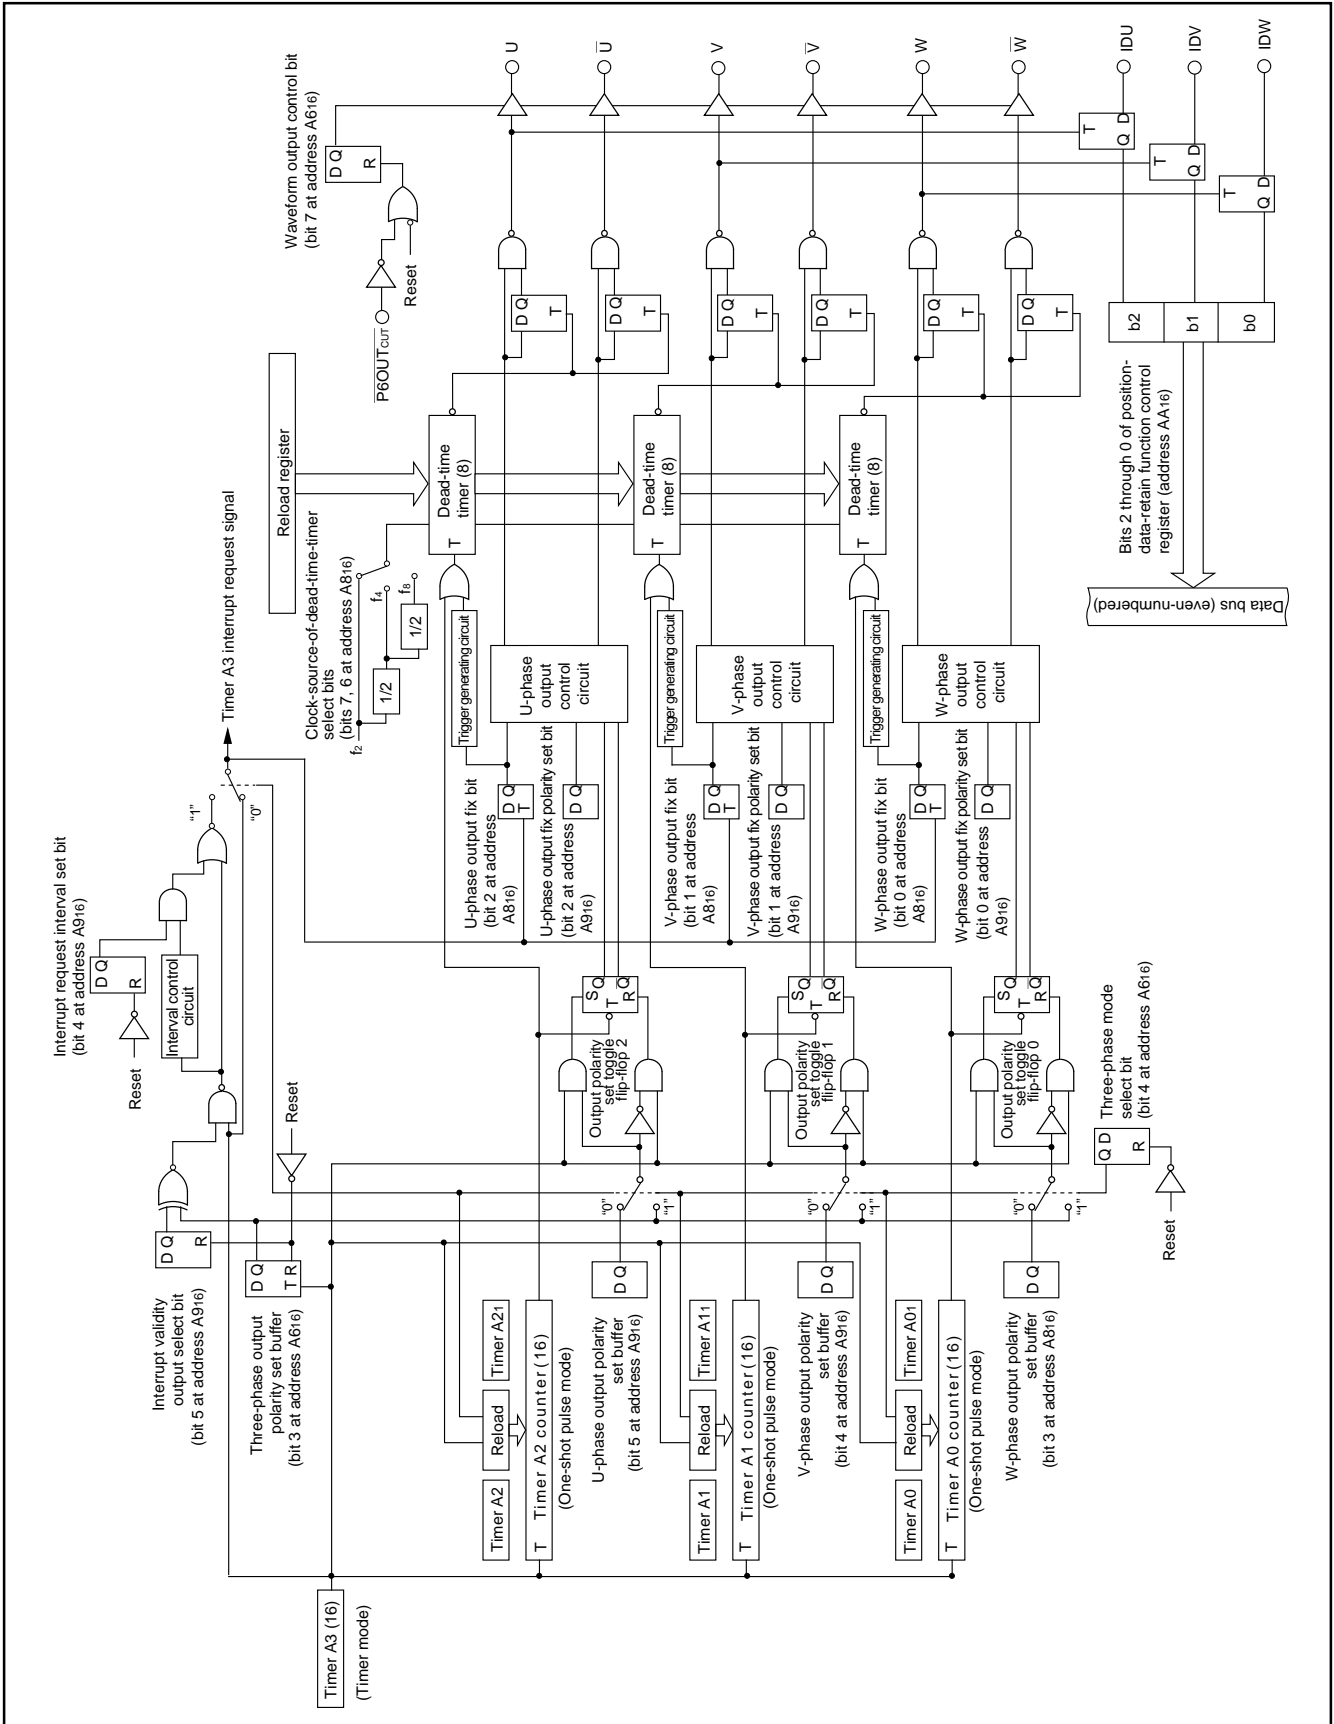 Timer A3 (16)
(Timer mode)
Interrupt validity
output select bit
(bit 5 at address A916)
D Q
R
Three-phase output
polarity set buffer
(bit 3 at address A616)
D Q
T R
Reset
Interrupt request interval set bit
(bit 4 at address A916)
D Q
R
Reset
Interval control
circuit
"1"
"0"
Timer A3 interrupt request signal
Clock-source-of-dead-time-timer
select bits
(bits 7, 6 at address A816)
f2
1/2
f4
1/2
f8
Reload register
Waveform output control bit
(bit 7 at address A616)
D Q
R
P6OUTCUT
Reset
Timer A2
Reload
Timer A21
T
Timer A2 counter (16)
(One-shot pulse mode)
U-phase output polarity
set buffer
(bit 5 at address A916)
D Q
"0"
"1"
Output polarity
set toggle
flip-flop 2
S Q
T
R Q
U-phase output fix bit
(bit 2 at address
A816)
D Q
T
U-phase output fix polarity set bit
(bit 2 at address
A916)
D Q
Trigger generating circuit
U-phase
output
control
circuit
T
Dead-time
timer (8)
D Q
T
D Q
T
U
U
Timer A1
Reload
Timer A11
T
Timer A1 counter (16)
(One-shot pulse mode)
V-phase output polarity
set buffer
(bit 4 at address A916)
D Q
"0"
"1"
Output polarity
set toggle
flip-flop 1
S Q
T
R Q
V-phase output fix bit
(bit 1 at address
A816)
D Q
T
V-phase output fix polarity set bit
(bit 1 at address
A916)
D Q
Trigger generating circuit
V-phase
output
control
circuit
T
Dead-time
timer (8)
D Q
T
D Q
T
V
V
Timer A0
Reload
Timer A01
T
Timer A0 counter (16)
(One-shot pulse mode)
W-phase output polarity
set buffer
(bit 3 at address A816)
D Q
"0"
"1"
Output polarity
set toggle
flip-flop 0
S Q
T
R Q
W-phase output fix bit
(bit 0 at address
A816)
D Q
T
W-phase output fix polarity set bit
(bit 0 at address
A916)
D Q
Trigger generating circuit
W-phase
output
control
circuit
T
Dead-time
timer (8)
D Q
T
D Q
T
W
W
Reset
Q D
R
Three-phase mode
select bit
(bit 4 at address A616)
T
Q D
IDU
T
Q D
IDV
T
Q D
IDW
b2
b1
b0
Bits 2 through 0 of position-
data-retain function control
register (address AA16)
Data bus (even-numbered)